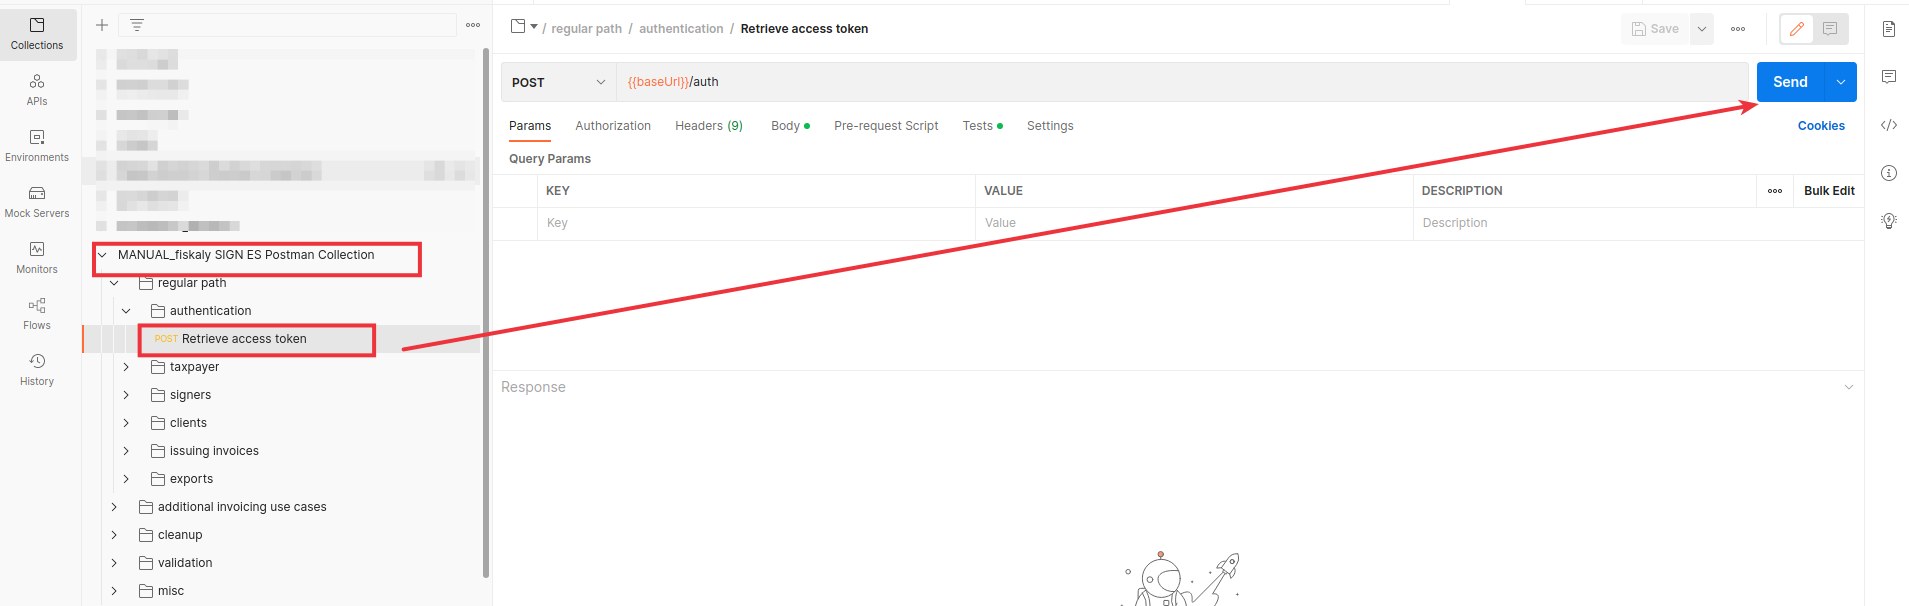 Collections
APIs
Environments
Mock Servers
Monitors
Flows
History
MANUAL_fiskaly SIGN ES Postman Collection
regular path
authentication
POST Retrieve access token
taxpayer
signers
clients
issuing invoices
exports
additional invoicing use cases
cleanup
validation
misc
/ regular path / authentication / Retrieve access token
Save
POST
{{baseUrl}}/auth
Send
Params Authorization Headers (9) Body Pre-request Script Tests Settings
Cookies
Query Params
KEY VALUE DESCRIPTION Bulk Edit
Key Value Description
Response